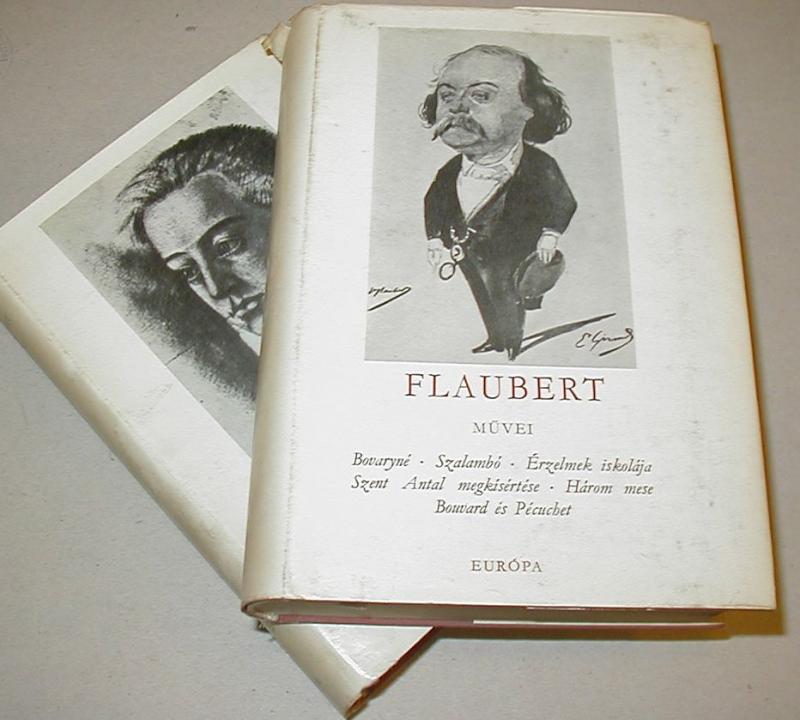 FLAUBERT
MŰVEI
Bovaryné · Szalambó · Érzelmek iskolája
Szent Antal megkísértése · Három mese
Bouvard és Pécuchet
EURÓPA